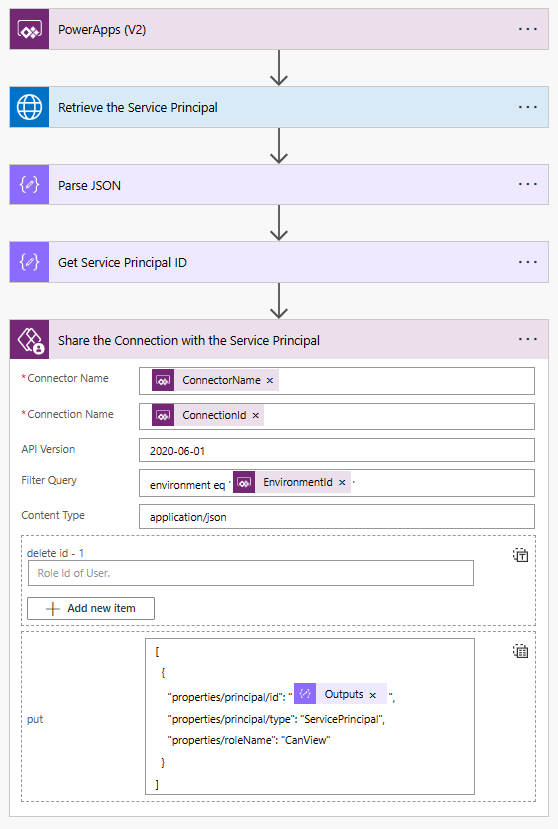 PowerApps (V2)
Retrieve the Service Principal
Parse JSON
Get Service Principal ID
Share the Connection with the Service Principal
*Connector Name ConnectorName ×
*Connection Name ConnectionId ×
API Version 2020-06-01
Filter Query environment eq ' EnvironmentId × '
Content Type application/json
delete id - 1
Role Id of User.
Add new item
put
[
{
"properties/principal/id": " Outputs × ",
"properties/principal/type": "ServicePrincipal",
"properties/roleName": "CanView"
}
]